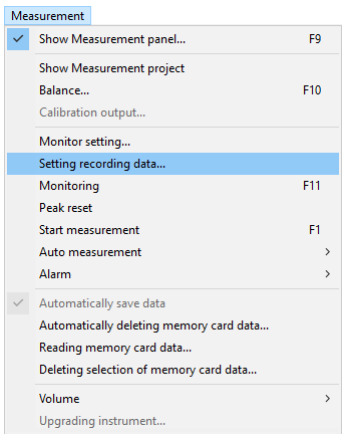 Measurement
Show Measurement panel... F9
Show Measurement project
Balance... F10
Calibration output...
Monitor setting...
Setting recording data...
Monitoring F11
Peak reset
Start measurement F1
Auto measurement
Alarm
Automatically save data
Automatically deleting memory card data...
Reading memory card data...
Deleting selection of memory card data...
Volume
Upgrading instrument...